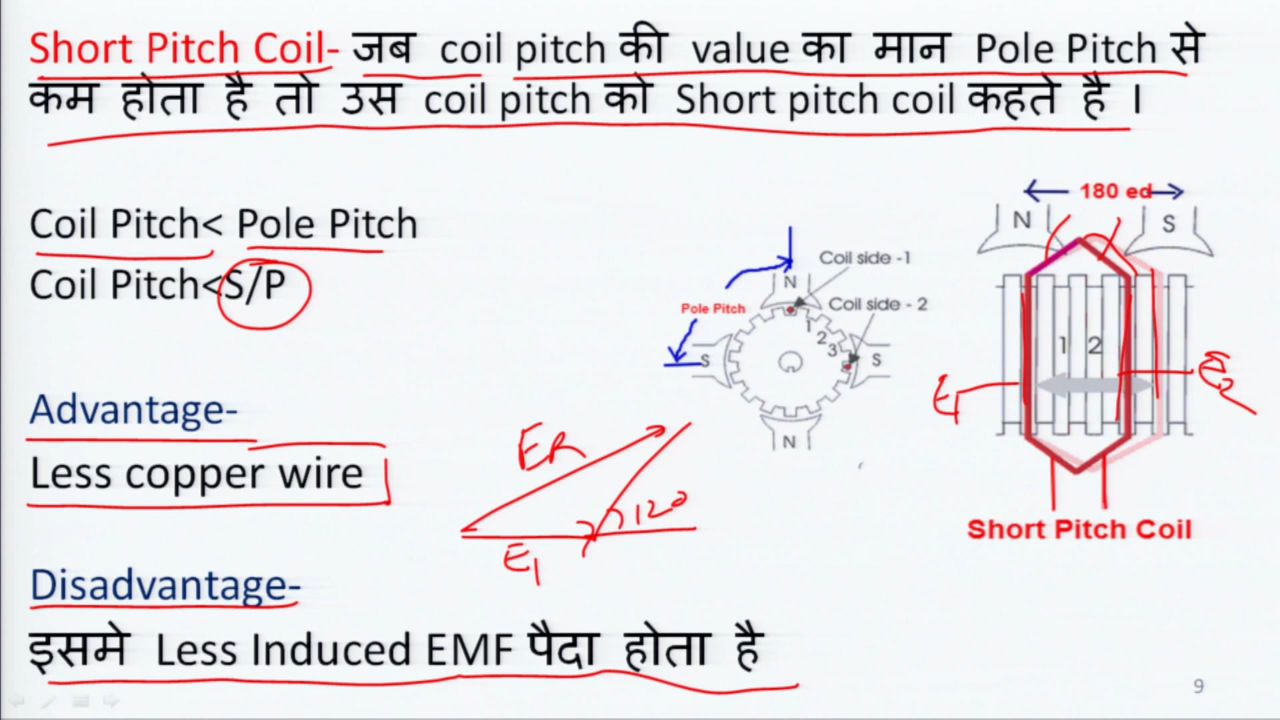 Short Pitch Coil- जब coil pitch की value का मान Pole Pitch से
कम होता है तो उस coil pitch को Short pitch coil कहते है ।
Coil Pitch< Pole Pitch
Coil Pitch<S/P
Advantage-
Less copper wire
Disadvantage-
इसमे Less Induced EMF पैदा होता है
Coil side -1
N
Coil side - 2
Pole Pitch
1
2
3
S
S
N
ER
120
E1
180 ed
N
S
1 2
E1
E2
Short Pitch Coil
9